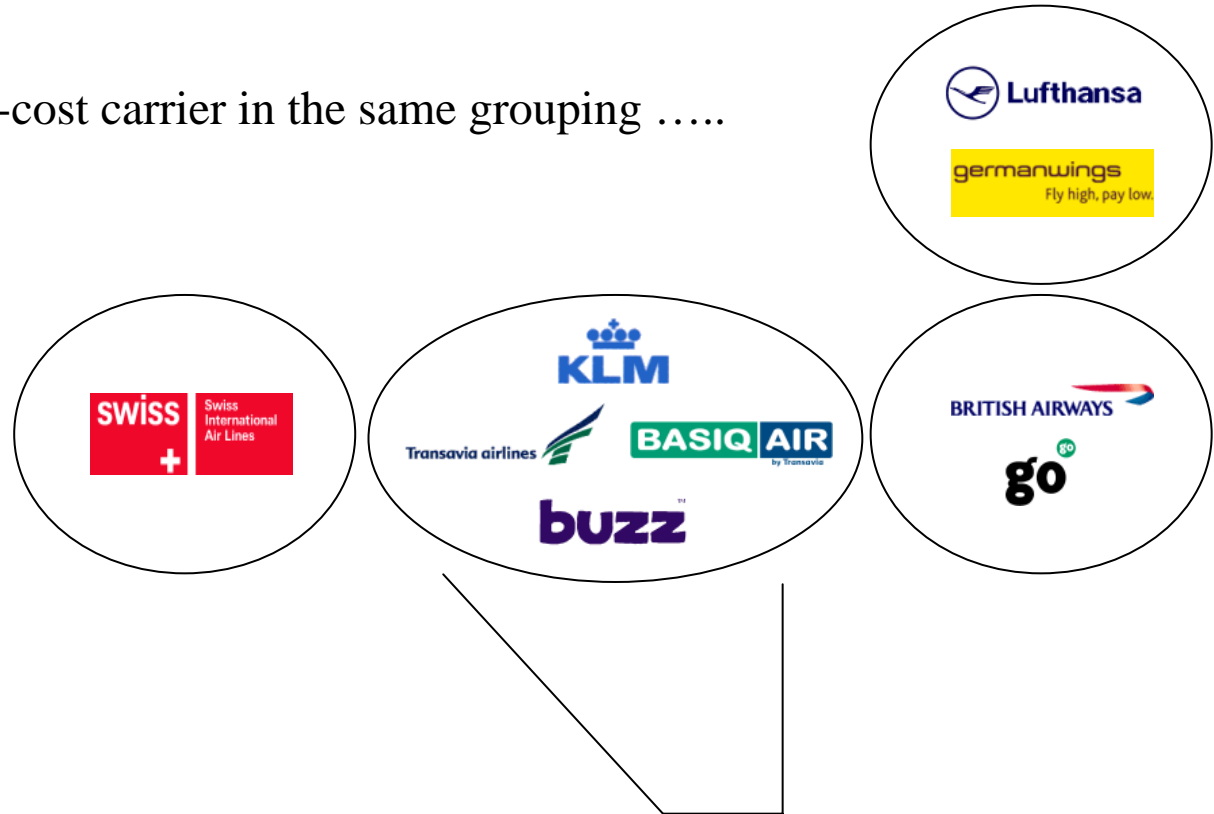 -cost carrier in the same grouping .....
Lufthansa
germanwings
Fly high, pay low.
swiss
Swiss
International
Air Lines
KLM
Transavia airlines
BASIQ AIR
by Transavia
buzz
TM
BRITISH AIRWAYS
go
go